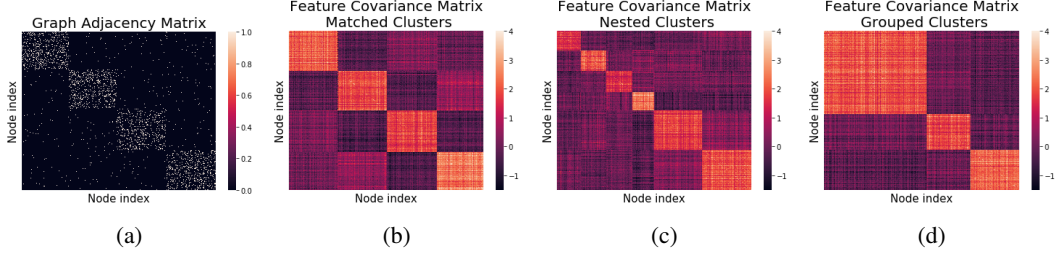 Graph Adjacency Matrix
Node index
Node index
1.0
0.8
0.6
0.4
0.2
0.0
(a)
Feature Covariance Matrix
Matched Clusters
Node index
Node index
4
3
2
1
0
−1
(b)
Feature Covariance Matrix
Nested Clusters
Node index
Node index
4
3
2
1
0
−1
(c)
Feature Covariance Matrix
Grouped Clusters
Node index
Node index
4
3
2
1
0
−1
(d)